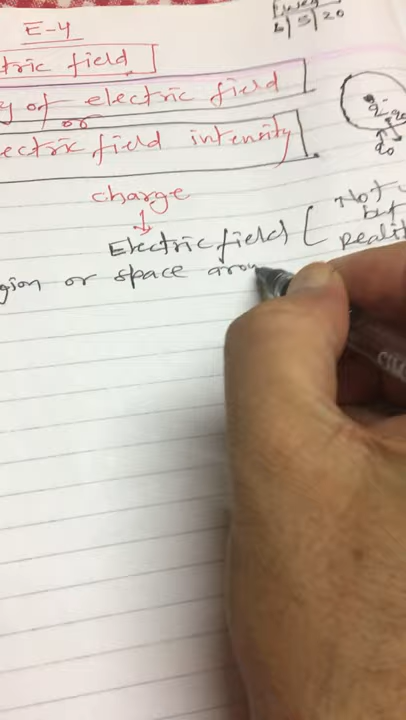 E-4
tric field
y of electric field
or
ectric field intensity
charge
Electric field [ Not
but
Realit
gion or space arou